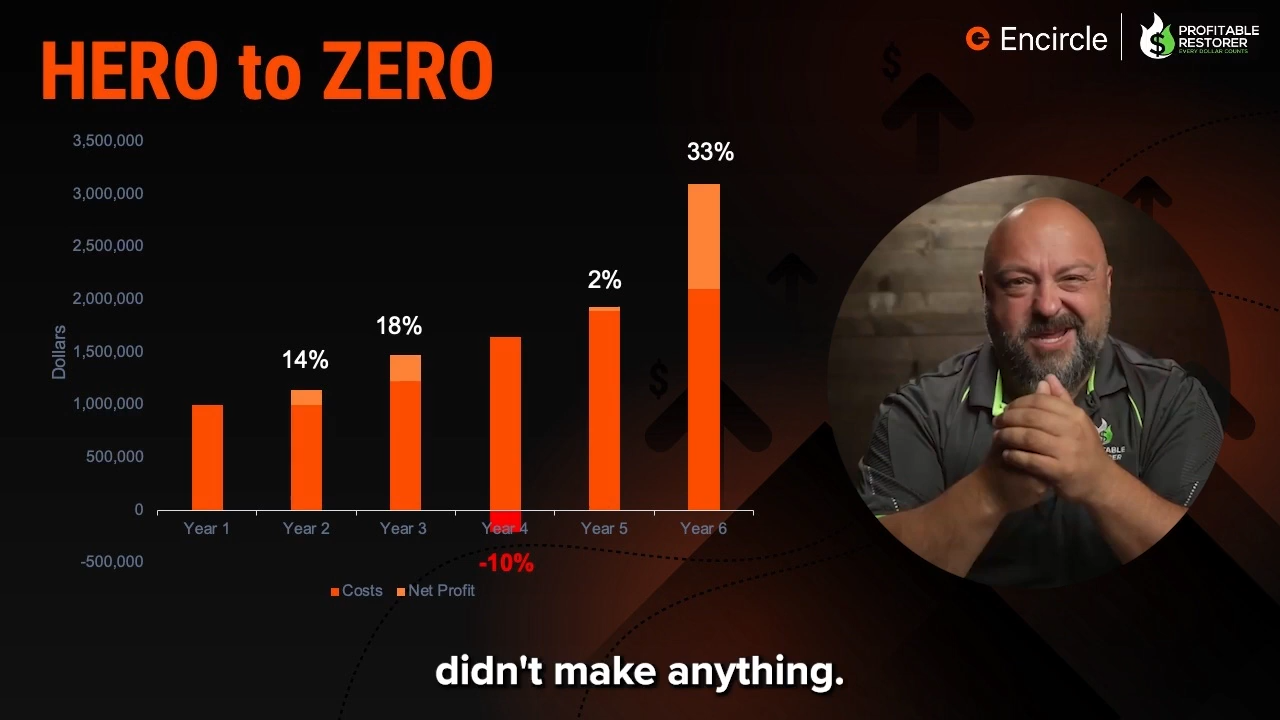 HERO to ZERO
Encircle
PROFITABLE
RESTORER
EVERY DOLLAR COUNTS
3,500,000
3,000,000
2,500,000
2,000,000
1,500,000
1,000,000
500,000
0
-500,000
Dollars
14%
18%
-10%
2%
33%
Year 1
Year 2
Year 3
Year 4
Year 5
Year 6
Costs
Net Profit
$
$
didn't make anything.